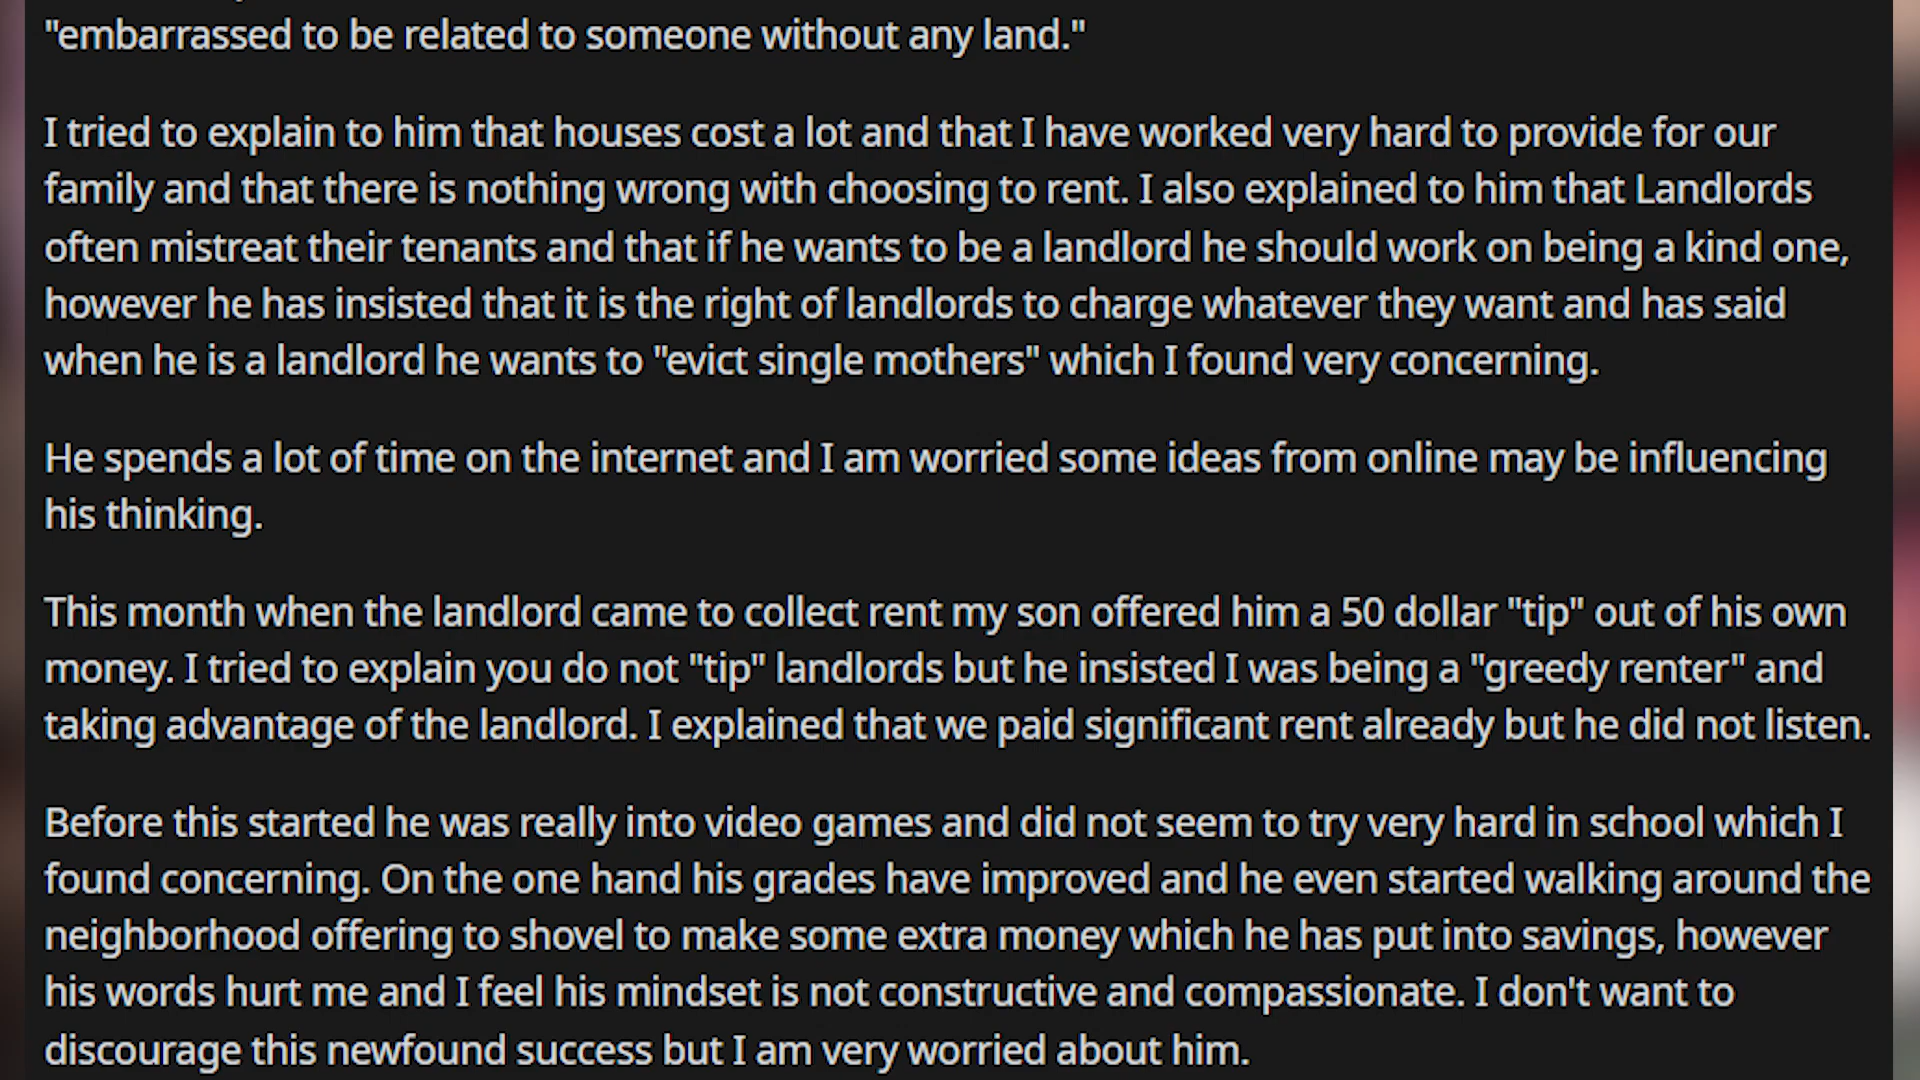 "embarrassed to be related to someone without any land."
I tried to explain to him that houses cost a lot and that I have worked very hard to provide for our
family and that there is nothing wrong with choosing to rent. I also explained to him that Landlords
often mistreat their tenants and that if he wants to be a landlord he should work on being a kind one,
however he has insisted that it is the right of landlords to charge whatever they want and has said
when he is a landlord he wants to "evict single mothers" which I found very concerning.
He spends a lot of time on the internet and I am worried some ideas from online may be influencing
his thinking.
This month when the landlord came to collect rent my son offered him a 50 dollar "tip" out of his own
money. I tried to explain you do not "tip" landlords but he insisted I was being a "greedy renter" and
taking advantage of the landlord. I explained that we paid significant rent already but he did not listen.
Before this started he was really into video games and did not seem to try very hard in school which I
found concerning. On the one hand his grades have improved and he even started walking around the
neighborhood offering to shovel to make some extra money which he has put into savings, however
his words hurt me and I feel his mindset is not constructive and compassionate. I don't want to
discourage this newfound success but I am very worried about him.